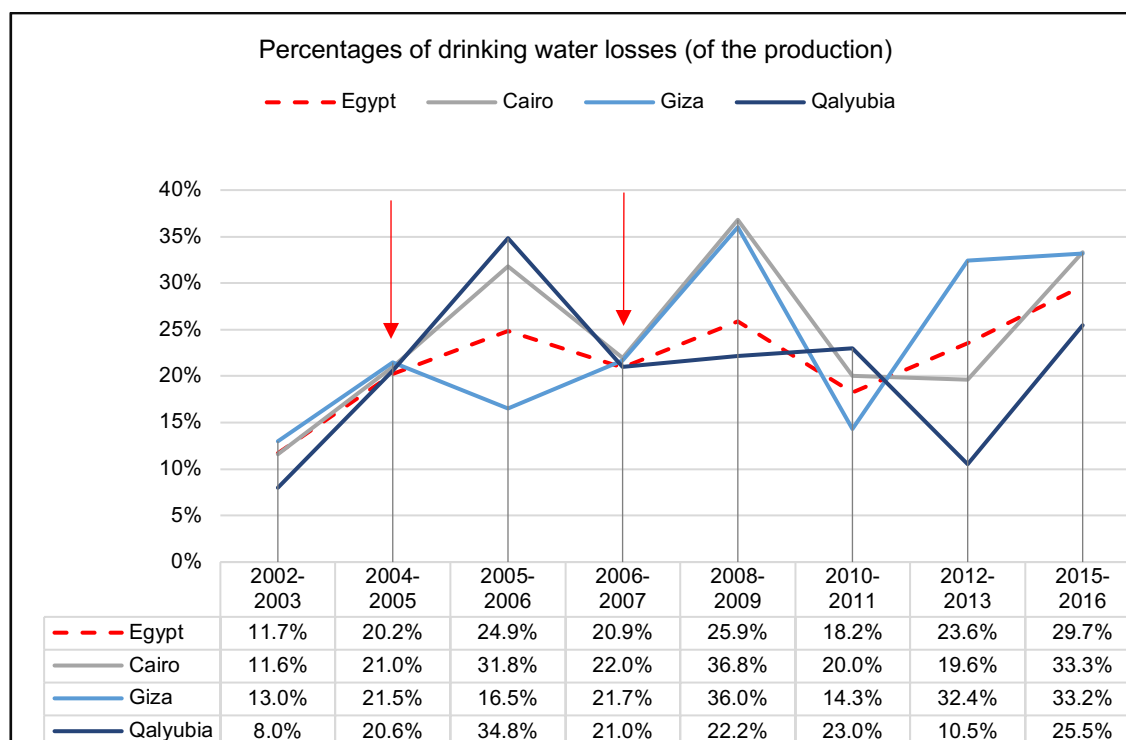 Percentages of drinking water losses (of the production)
Egypt Cairo Giza Qalyubia
40%
35%
30%
25%
20%
15%
10%
5%
0%
2002- 2004- 2005- 2006- 2008- 2010- 2012- 2015-
2003 2005 2006 2007 2009 2011 2013 2016
Egypt 11.7% 20.2% 24.9% 20.9% 25.9% 18.2% 23.6% 29.7%
Cairo 11.6% 21.0% 31.8% 22.0% 36.8% 20.0% 19.6% 33.3%
Giza 13.0% 21.5% 16.5% 21.7% 36.0% 14.3% 32.4% 33.2%
Qalyubia 8.0% 20.6% 34.8% 21.0% 22.2% 23.0% 10.5% 25.5%